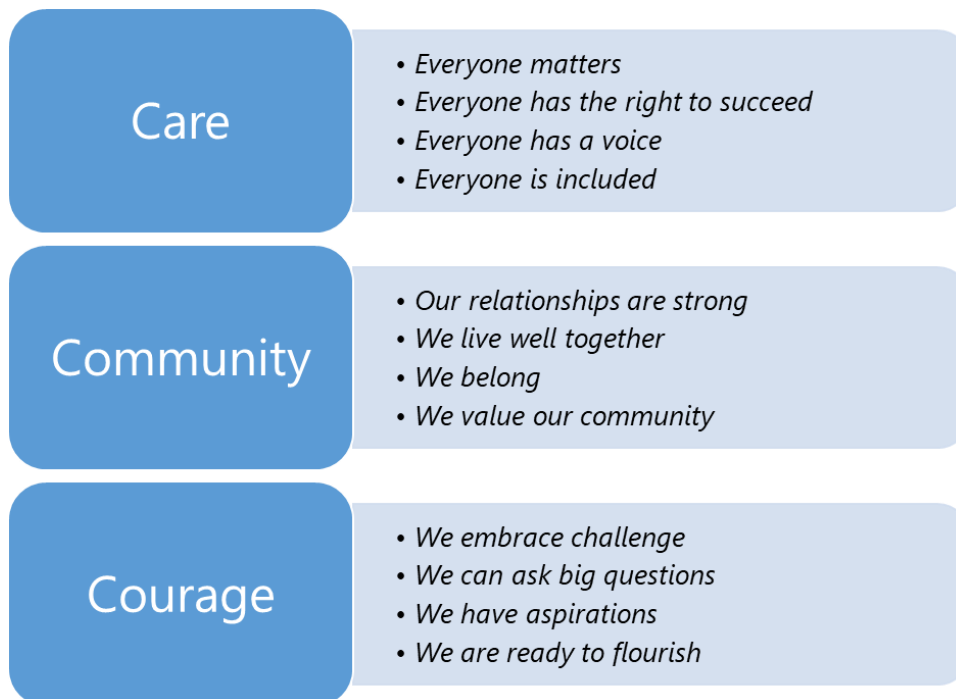 Care
• Everyone matters
• Everyone has the right to succeed
• Everyone has a voice
• Everyone is included
Community
• Our relationships are strong
• We live well together
• We belong
• We value our community
Courage
• We embrace challenge
• We can ask big questions
• We have aspirations
• We are ready to flourish